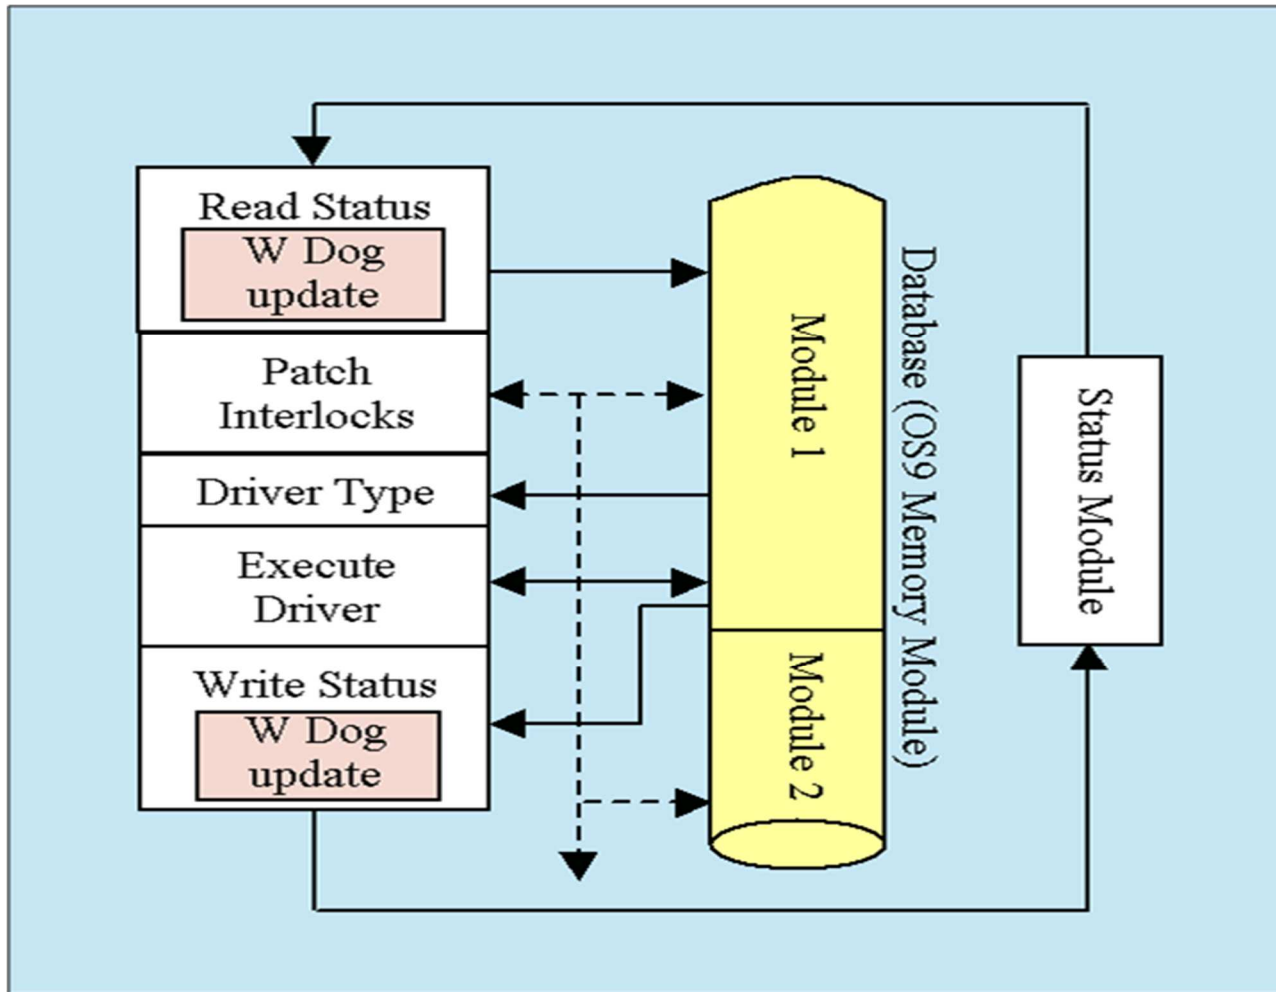 Read Status
W Dog
update
Patch
Interlocks
Driver Type
Execute
Driver
Write Status
W Dog
update
Module 1
Module 2
Database (OS9 Memory Module)
Status Module